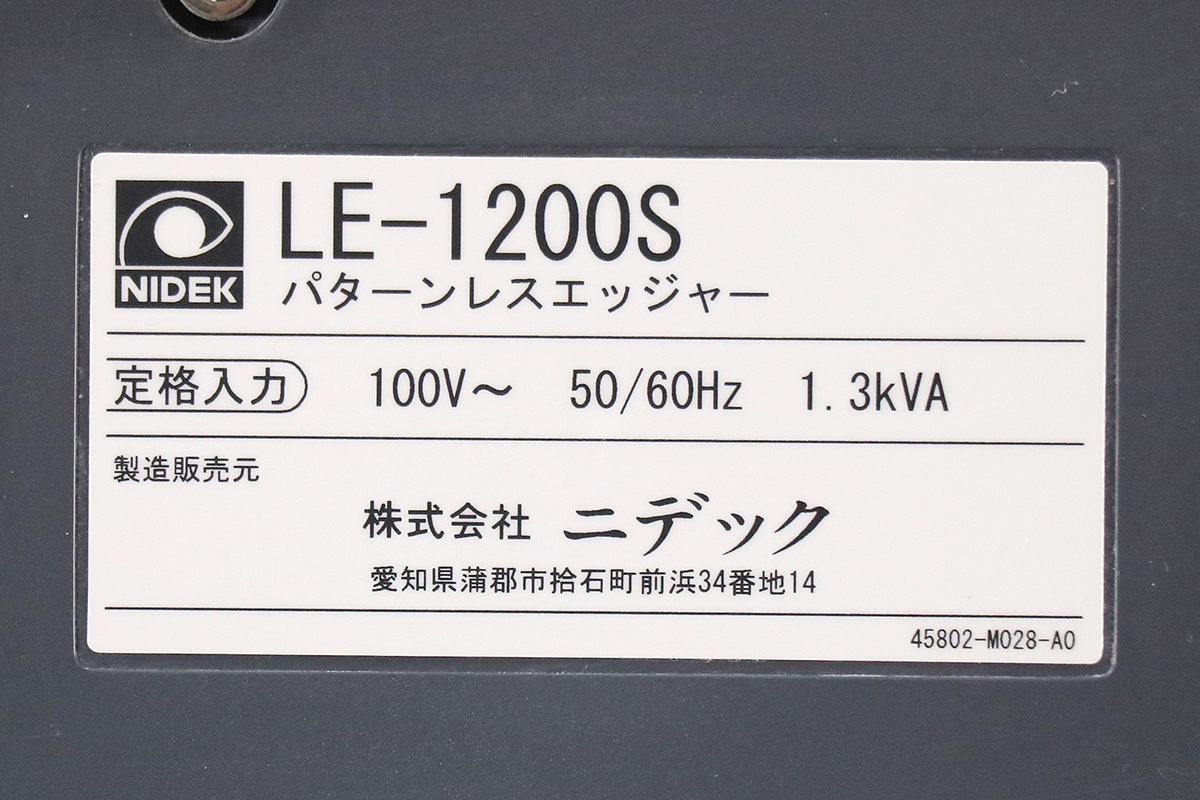 NIDEK
LE-1200S
パターンレスエッジャー
定格入力 100V～ 50/60Hz 1.3kVA
製造販売元
株式会社 ニデック
愛知県蒲郡市拾石町前浜34番地14
45802-M028-A0